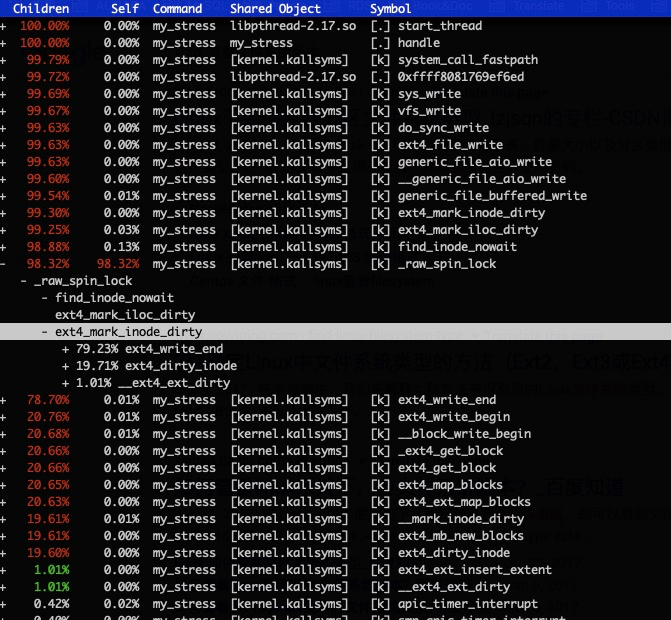 Children Self Command Shared Object Symbol
+ 100.00% 0.00% my_stress libpthread-2.17.so [.] start_thread
+ 100.00% 0.00% my_stress my_stress [.] handle
+ 99.79% 0.00% my_stress [kernel.kallsyms] [k] system_call_fastpath
+ 99.72% 0.00% my_stress libpthread-2.17.so [.] 0xffff8081769ef6ed
+ 99.69% 0.00% my_stress [kernel.kallsyms] [k] sys_write
+ 99.67% 0.00% my_stress [kernel.kallsyms] [k] vfs_write
+ 99.63% 0.00% my_stress [kernel.kallsyms] [k] do_sync_write
+ 99.63% 0.00% my_stress [kernel.kallsyms] [k] ext4_file_write
+ 99.63% 0.00% my_stress [kernel.kallsyms] [k] generic_file_aio_write
+ 99.60% 0.00% my_stress [kernel.kallsyms] [k] __generic_file_aio_write
+ 99.54% 0.01% my_stress [kernel.kallsyms] [k] generic_file_buffered_write
+ 99.30% 0.00% my_stress [kernel.kallsyms] [k] ext4_mark_inode_dirty
+ 99.25% 0.03% my_stress [kernel.kallsyms] [k] ext4_mark_iloc_dirty
+ 98.88% 0.13% my_stress [kernel.kallsyms] [k] find_inode_nowait
- 98.32% 98.32% my_stress [kernel.kallsyms] [k] _raw_spin_lock
- _raw_spin_lock
- find_inode_nowait
ext4_mark_iloc_dirty
- ext4_mark_inode_dirty
+ 79.23% ext4_write_end
+ 19.71% ext4_dirty_inode
+ 1.01% __ext4_ext_dirty
+ 78.70% 0.01% my_stress [kernel.kallsyms] [k] ext4_write_end
+ 20.76% 0.01% my_stress [kernel.kallsyms] [k] ext4_write_begin
+ 20.68% 0.01% my_stress [kernel.kallsyms] [k] __block_write_begin
+ 20.66% 0.00% my_stress [kernel.kallsyms] [k] _ext4_get_block
+ 20.66% 0.00% my_stress [kernel.kallsyms] [k] ext4_get_block
+ 20.65% 0.00% my_stress [kernel.kallsyms] [k] ext4_map_blocks
+ 20.63% 0.00% my_stress [kernel.kallsyms] [k] ext4_ext_map_blocks
+ 19.61% 0.01% my_stress [kernel.kallsyms] [k] __mark_inode_dirty
+ 19.61% 0.00% my_stress [kernel.kallsyms] [k] ext4_mb_new_blocks
+ 19.60% 0.00% my_stress [kernel.kallsyms] [k] ext4_dirty_inode
+ 1.01% 0.00% my_stress [kernel.kallsyms] [k] ext4_ext_insert_extent
+ 1.01% 0.00% my_stress [kernel.kallsyms] [k] __ext4_ext_dirty
+ 0.42% 0.02% my_stress [kernel.kallsyms] [k] apic_timer_interrupt